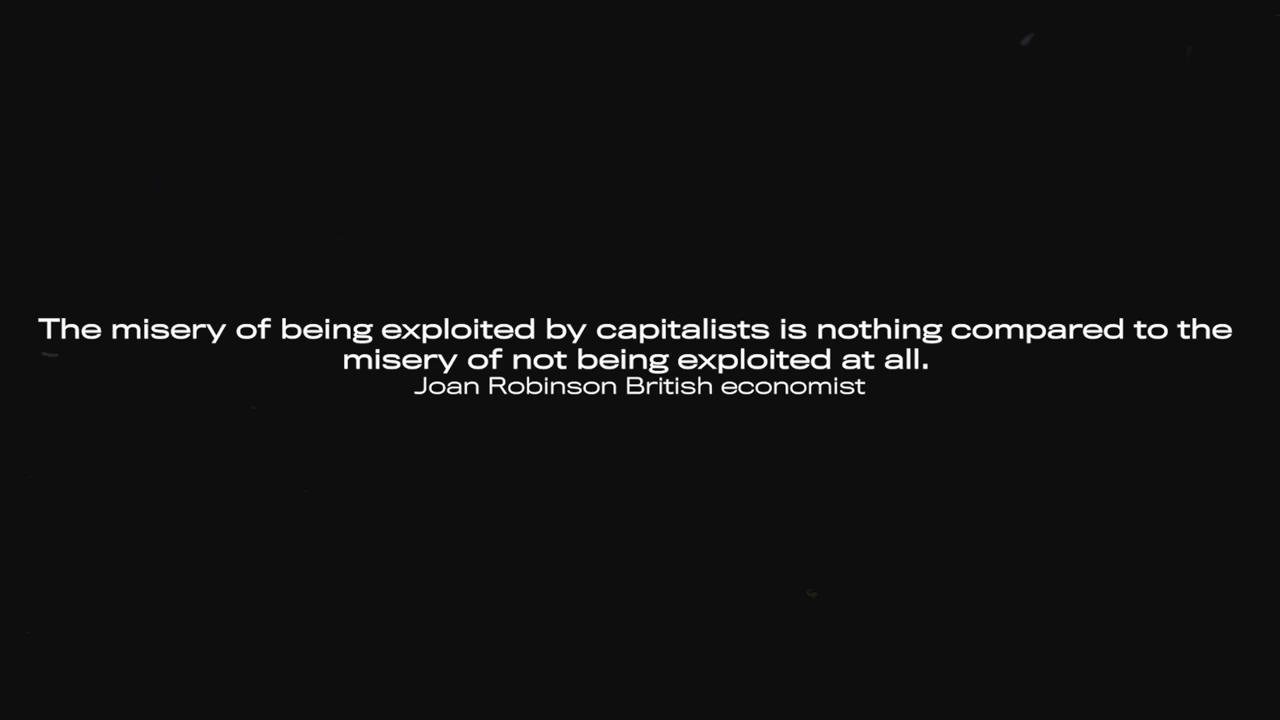 The misery of being exploited by capitalists is nothing compared to the
misery of not being exploited at all.
Joan Robinson British economist